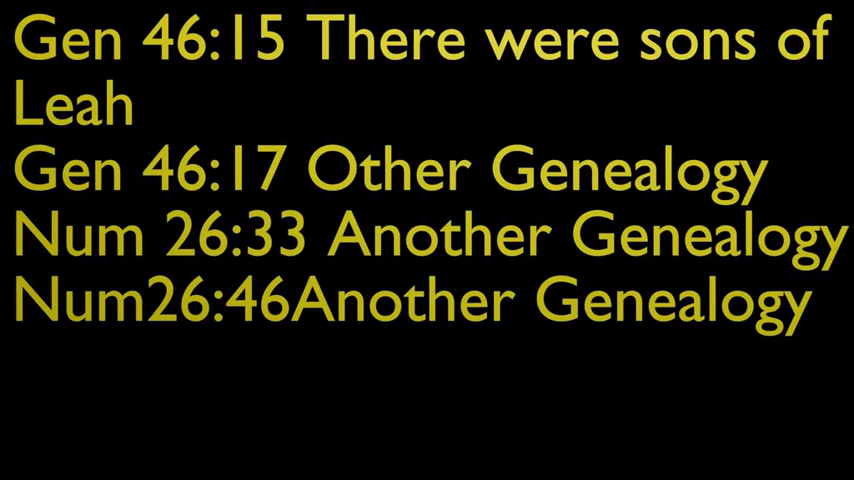 Gen 46:15 There were sons of
Leah
Gen 46:17 Other Genealogy
Num 26:33 Another Genealogy
Num26:46Another Genealogy